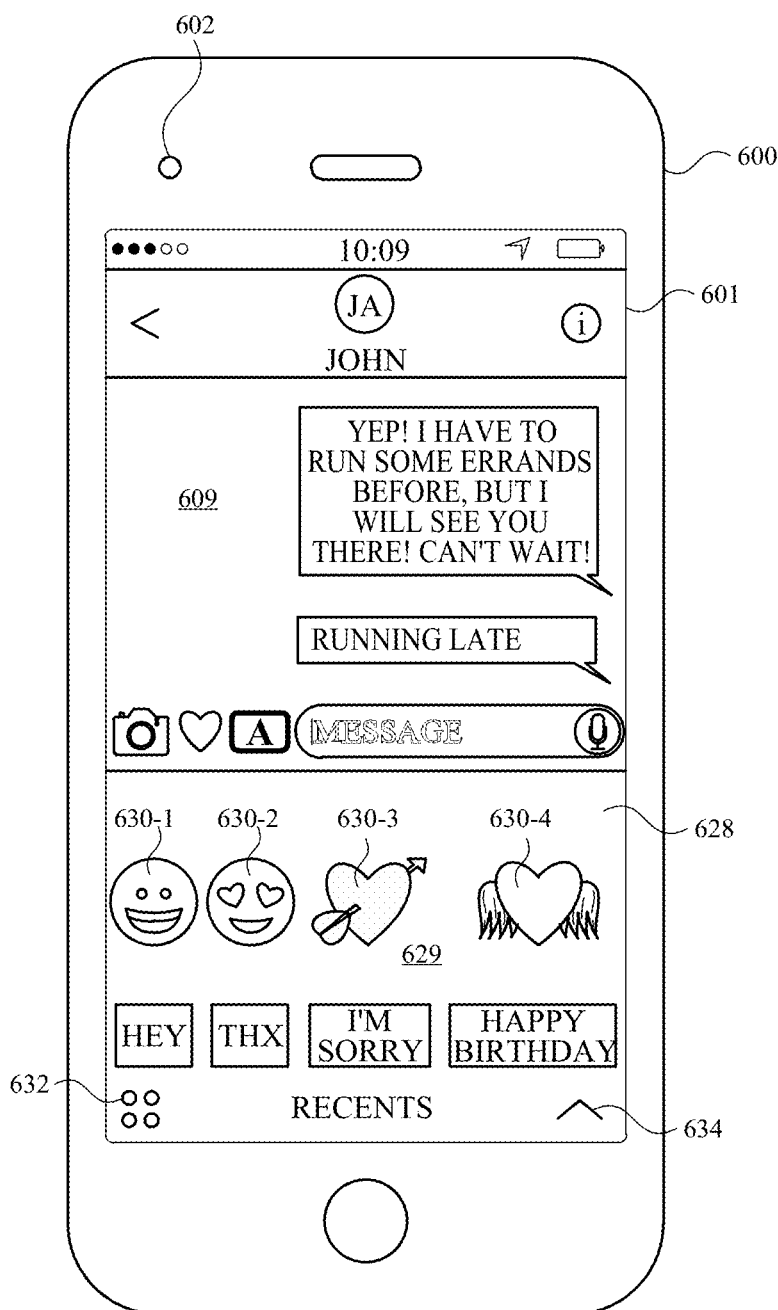 602
600
10:09
601
JA
i
JOHN
YEP! I HAVE TO
RUN SOME ERRANDS
BEFORE, BUT I
WILL SEE YOU
THERE! CAN'T WAIT!
609
RUNNING LATE
A
MESSAGE
630-1
630-2
630-3
630-4
628
629
HEY
THX
I'M
SORRY
HAPPY
BIRTHDAY
632
RECENTS
634